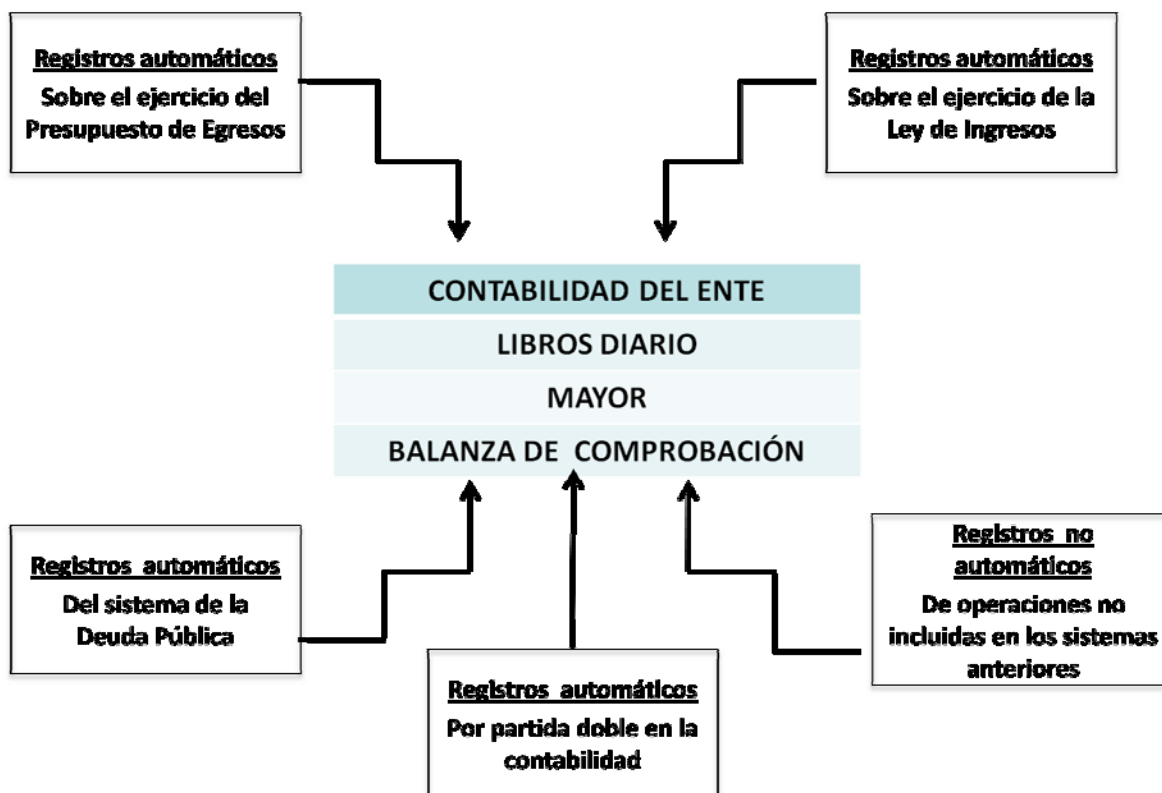 Registros automáticos
Sobre el ejercicio del
Presupuesto de Egresos
Registros automáticos
Sobre el ejercicio de la
Ley de Ingresos
CONTABILIDAD DEL ENTE
LIBROS DIARIO
MAYOR
BALANZA DE COMPROBACIÓN
Registros automáticos
Del sistema de la
Deuda Pública
Registros automáticos
Por partida doble en la
contabilidad
Registros no
automáticos
De operaciones no
incluidas en los sistemas
anteriores